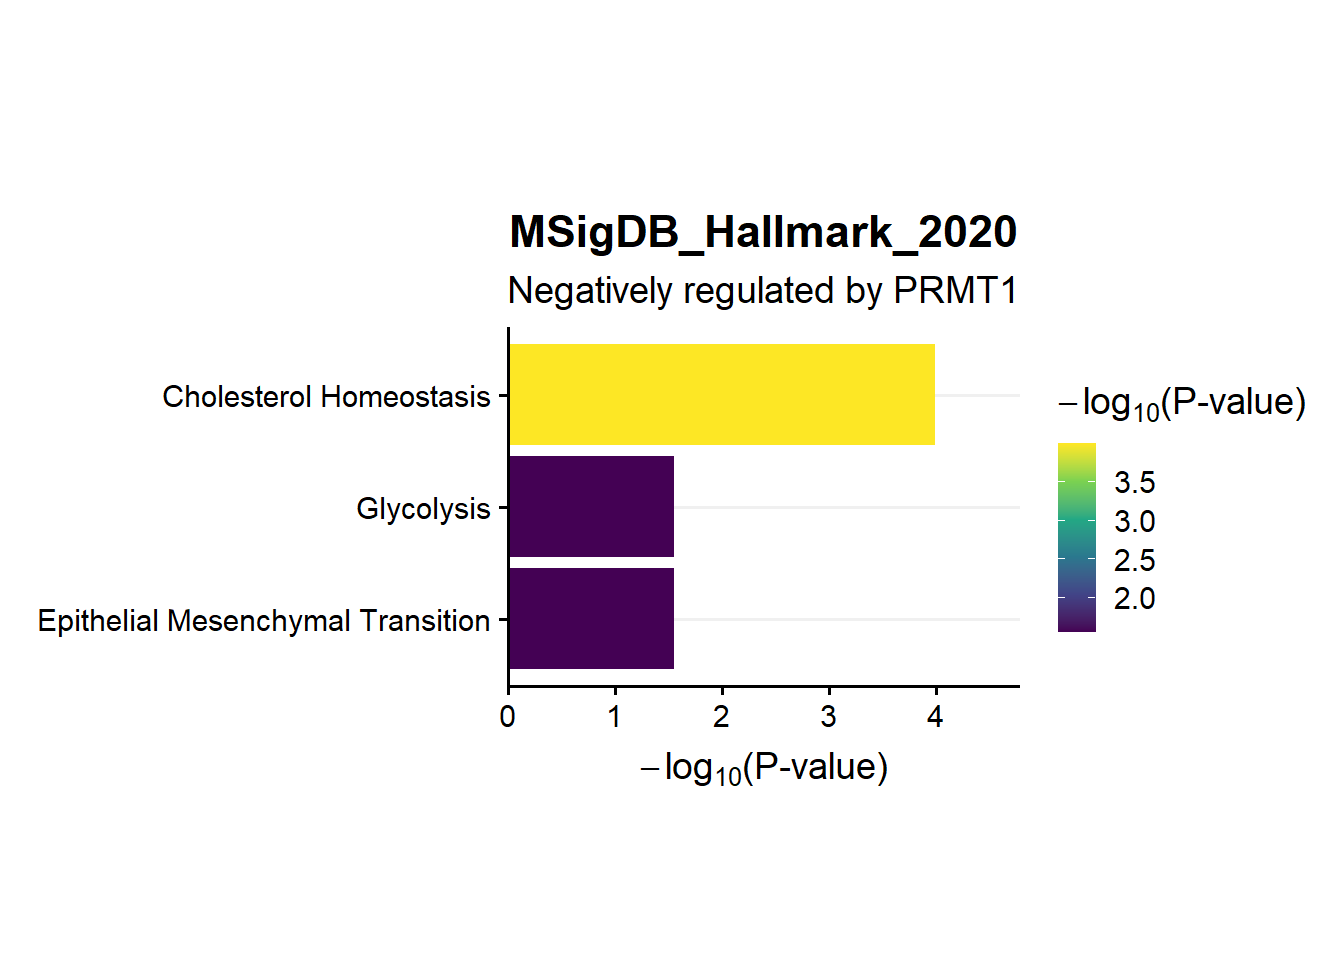 MSigDB_Hallmark_2020
Negatively regulated by PRMT1
Cholesterol Homeostasis
Glycolysis
Epithelial Mesenchymal Transition
0 1 2 3 4
−log₁₀(P-value)
−log₁₀(P-value)
3.5
3.0
2.5
2.0